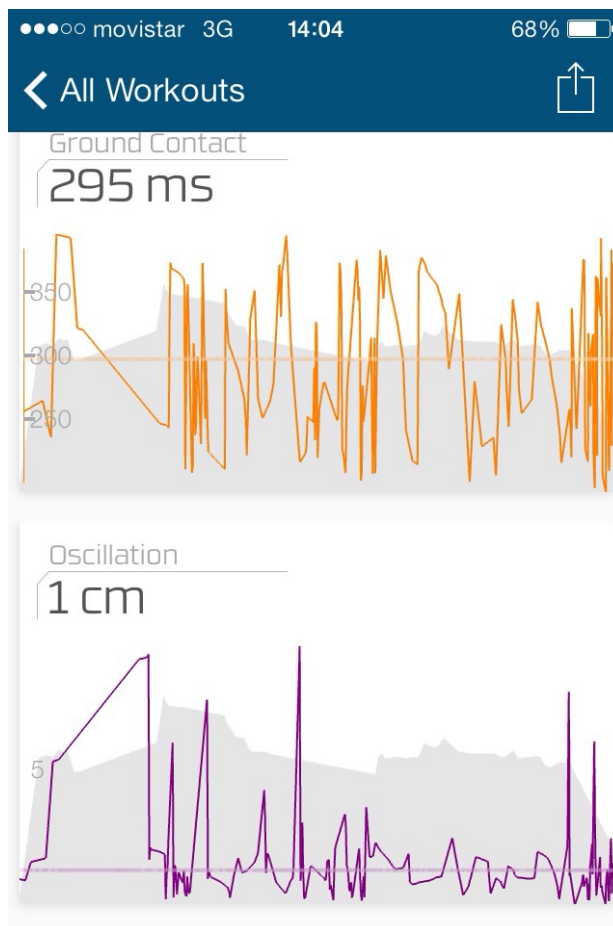 movistar 3G 14:04 68%
All Workouts
Ground Contact
295 ms
350
300
250
Oscillation
1 cm
5